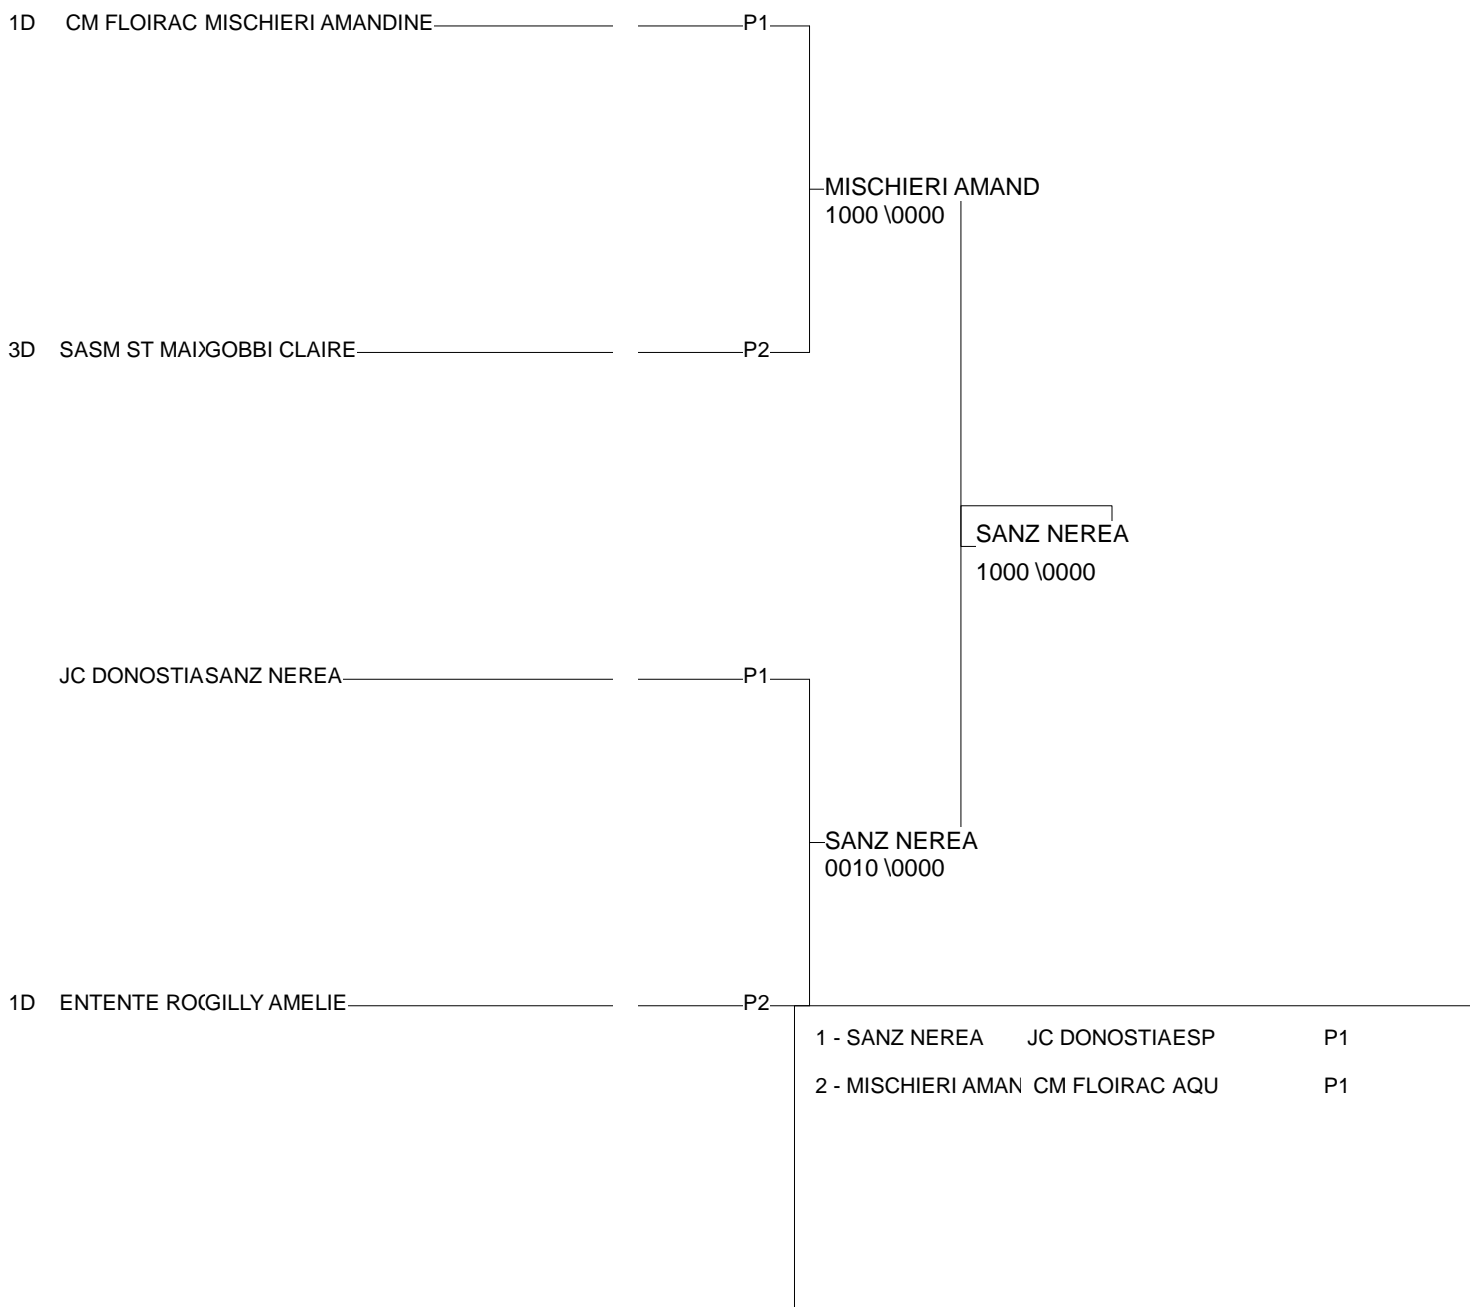 1D CM FLOIRAC MISCHIERI AMANDINE P1
MISCHIERI AMAND
1000 \0000
3D SASM ST MAIXGOBBI CLAIRE P2
SANZ NEREA
1000 \0000
JC DONOSTIASANZ NEREA P1
SANZ NEREA
0010 \0000
1D ENTENTE ROCGILLY AMELIE P2
1 - SANZ NEREA JC DONOSTIAESP P1
2 - MISCHIERI AMAN CM FLOIRAC AQU P1